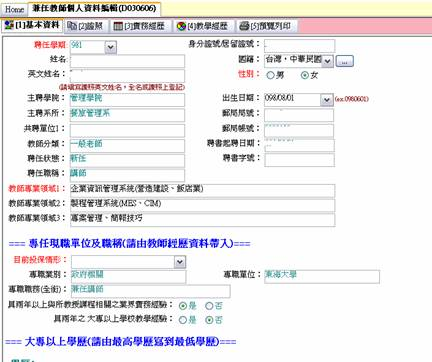 Home 兼任教師個人資料編輯(D030606)
[1]基本資料 [2]證照 [3]實務經歷 [4]教學經歷 [5]預覽列印
聘任學期: 981 身分證號/居留證號:
姓名: 國籍: 台灣,中華民國 ...
英文姓名: 性別: 男 女
(請填寫護照英文姓名,全名或護照上登記)
主聘學院: 管理學院 出生日期: 098/08/01 (ex:0980601)
主聘系所: 餐旅管理系 郵局局號:
共聘單位1: 郵局帳號:
教師分類: 一般老師 聘書起聘日期:
聘任狀態: 新任 聘書字號:
聘任職稱: 講師
教師專業領域1: 企業資訊管理系統(營造建設、飯店業)
教師專業領域2: 製程管理系統(MES、CIM)
教師專業領域3: 專案管理、簡報技巧
=== 專任現職單位及職稱(請由教師經歷資料帶入)===
目前投保情形:
專職業別: 政府相關 專職單位: 東海大學
專職職務(全銜): 兼任講師
具兩年以上與所教授課程相關之業界實務經驗: 是 否
具兩年之大專以上學校教學經驗: 是 否
=== 大專以上學歷(請由最高學歷寫到最低學歷)===